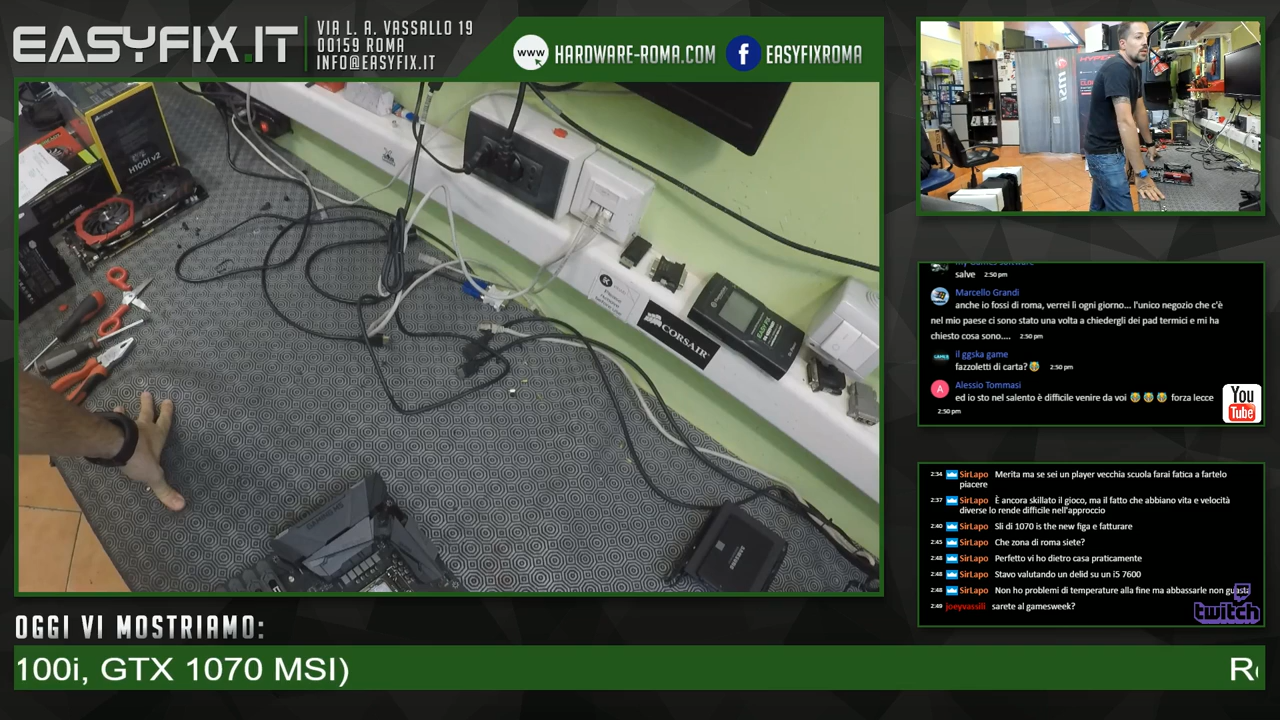 EASYFIX.IT
VIA L. A. VASSALLO 19
00159 ROMA
INFO@EASYFIX.IT
WWW
HARDWARE-ROMA.COM
f
EASYFIXROMA
H100i v2
CORSAIR
SAMSUNG
msi
salve 2:50 pm
Marcello Grandi
anche io fossi di roma, verrei lì ogni giorno... l'unico negozio che c'è
nel mio paese ci sono stato una volta a chiedergli dei pad termici e mi ha
chiesto cosa sono.... 2:50 pm
il ggska game
fazzoletti di carta? 2:50 pm
A
Alessio Tommasi
ed io sto nel salento è difficile venire da voi forza lecce
2:50 pm
You
Tube
2:34 SirLapo Merita ma se sei un player vecchia scuola farai fatica a fartelo
piacere
2:37 SirLapo È ancora skillato il gioco, ma il fatto che abbiano vita e velocità
diverse lo rende difficile nell'approccio
2:40 SirLapo Sli di 1070 is the new figa e fatturare
2:45 SirLapo Che zona di roma siete?
2:48 SirLapo Perfetto vi ho dietro casa praticamente
2:48 SirLapo Stavo valutando un delid su un i5 7600
2:48 SirLapo Non ho problemi di temperature alla fine ma abbassarle non guasta
2:49 joeyvassili sarete al gamesweek?
twitch
OGGI VI MOSTRIAMO:
100i, GTX 1070 MSI)